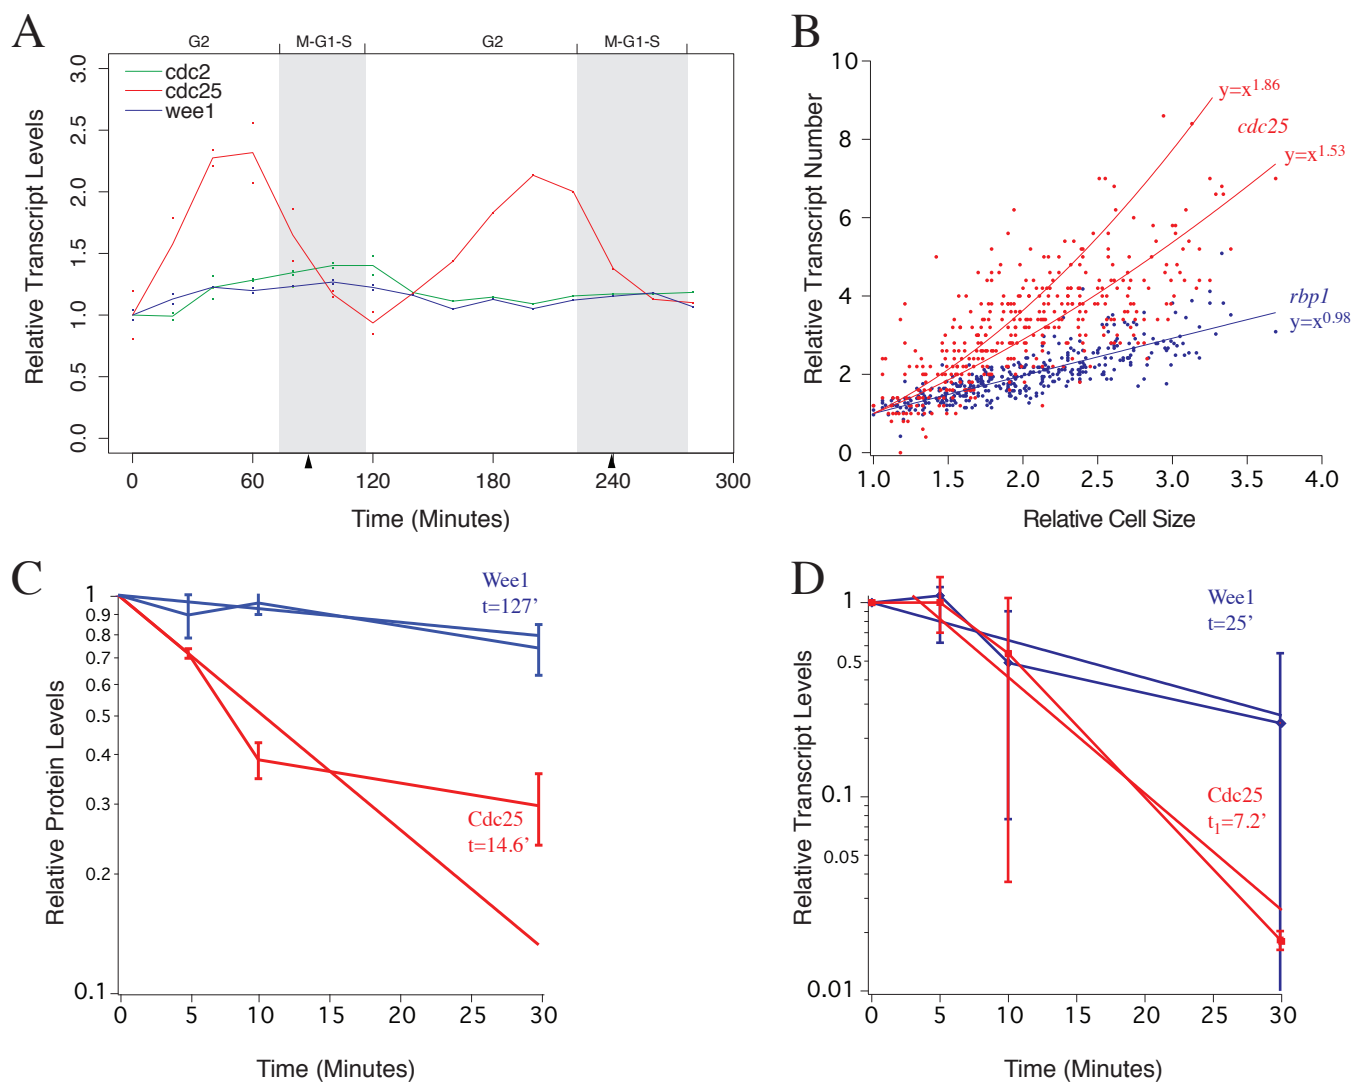 A
G2 M-G1-S G2 M-G1-S
3.0
2.5
2.0
1.5
1.0
0.5
0.0
cdc2
cdc25
wee1
Relative Transcript Levels
0 60 120 180 240 300
Time (Minutes)
B
10
8
6
4
2
0
Relative Transcript Number
y=x^1.86
cdc25
y=x^1.53
rbp1
y=x^0.98
1.0 1.5 2.0 2.5 3.0 3.5 4.0
Relative Cell Size
C
1
0.9
0.8
0.7
0.6
0.5
0.4
0.3
0.2
0.1
Relative Protein Levels
Wee1
t=127'
Cdc25
t=14.6'
0 5 10 15 20 25 30
Time (Minutes)
D
1
0.5
0.1
0.05
0.01
Relative Transcript Levels
Wee1
t=25'
Cdc25
t1=7.2'
0 5 10 15 20 25 30
Time (Minutes)